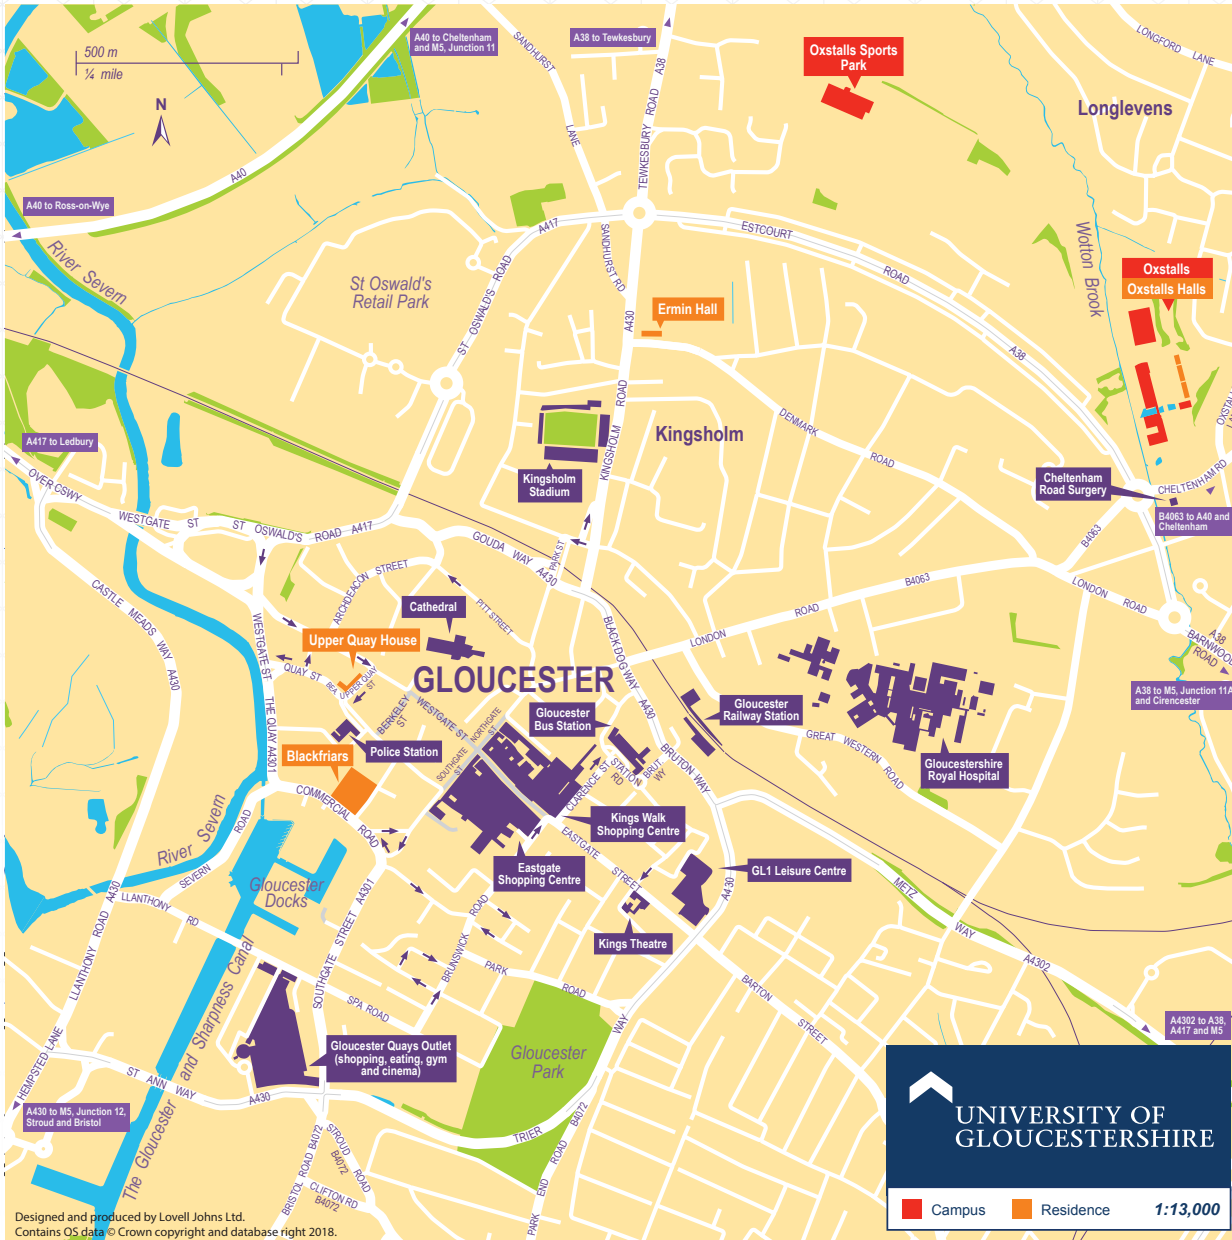 500 m
¼ mile
N
A40 to Cheltenham
and M5, Junction 11
SANDHURST
LANE
A38 to Tewkesbury
A38
TEWKESBURY ROAD
Oxstalls Sports
Park
LONGFORD LANE
Longlevens
A40
A40 to Ross-on-Wye
River Severn
St Oswald's
Retail Park
A417
ST OSWALD'S ROAD
SANDHURST RD
ESTCOURT
ROAD
A38
Wotton Brook
Oxstalls
Oxstalls Halls
Ermin Hall
A430
KINGSHOLM ROAD
Kingsholm
DENMARK
ROAD
Kingsholm
Stadium
Cheltenham
Road Surgery
CHELTENHAM RD
B4063 to A40 and
Cheltenham
A417 to Ledbury
OVER CSWY
WESTGATE ST
ST OSWALD'S ROAD A417
GOUDA WAY A430
PARK ST
B4063
B4063
LONDON ROAD
LONDON ROAD
A38
BARNWOOD
ROAD
A38 to M5, Junction 11A
and Cirencester
CASTLE MEADS WAY A430
ARCHDEACON STREET
PITT STREET
Cathedral
Upper Quay House
WESTGATE ST
QUAY ST
UPPER QUAY
ST
BERKELEY
ST
WESTGATE ST
NORTHGATE
ST
SOUTHGATE
ST
GLOUCESTER
BLACK DOG WAY A430
THE QUAY A4301
Police Station
Blackfriars
Gloucester
Bus Station
Gloucester
Railway Station
GREAT WESTERN ROAD
Gloucestershire
Royal Hospital
STATION
RD
BRUT.
WY
BRUTON WAY
CLARENCE ST
Kings Walk
Shopping Centre
Eastgate
Shopping Centre
EASTGATE
STREET
GL1 Leisure Centre
A430
Kings Theatre
COMMERCIAL
ROAD
River Severn
SEVERN ROAD
Gloucester
Docks
LLANTHONY
RD
LLANTHONY ROAD A430
SOUTHGATE STREET A4301
BRUNSWICK ROAD
PARK
ROAD
SPA ROAD
METZ
WAY
A4302
BARTON
STREET
A4302 to A38,
A417 and M5
The Gloucester and Sharpness Canal
Gloucester Quays Outlet
(shopping, eating, gym
and cinema)
Gloucester
Park
HEMPSTED LANE
ST ANN WAY
A430
A430 to M5, Junction 12,
Stroud and Bristol
TRIER
WAY
BRISTOL ROAD B4072
STROUD ROAD
B4072
CLIFTON RD
B4072
PARK END ROAD B4072
UNIVERSITY OF
GLOUCESTERSHIRE
Campus
Residence
1:13,000
Designed and produced by Lovell Johns Ltd.
Contains OS data © Crown copyright and database right 2018.